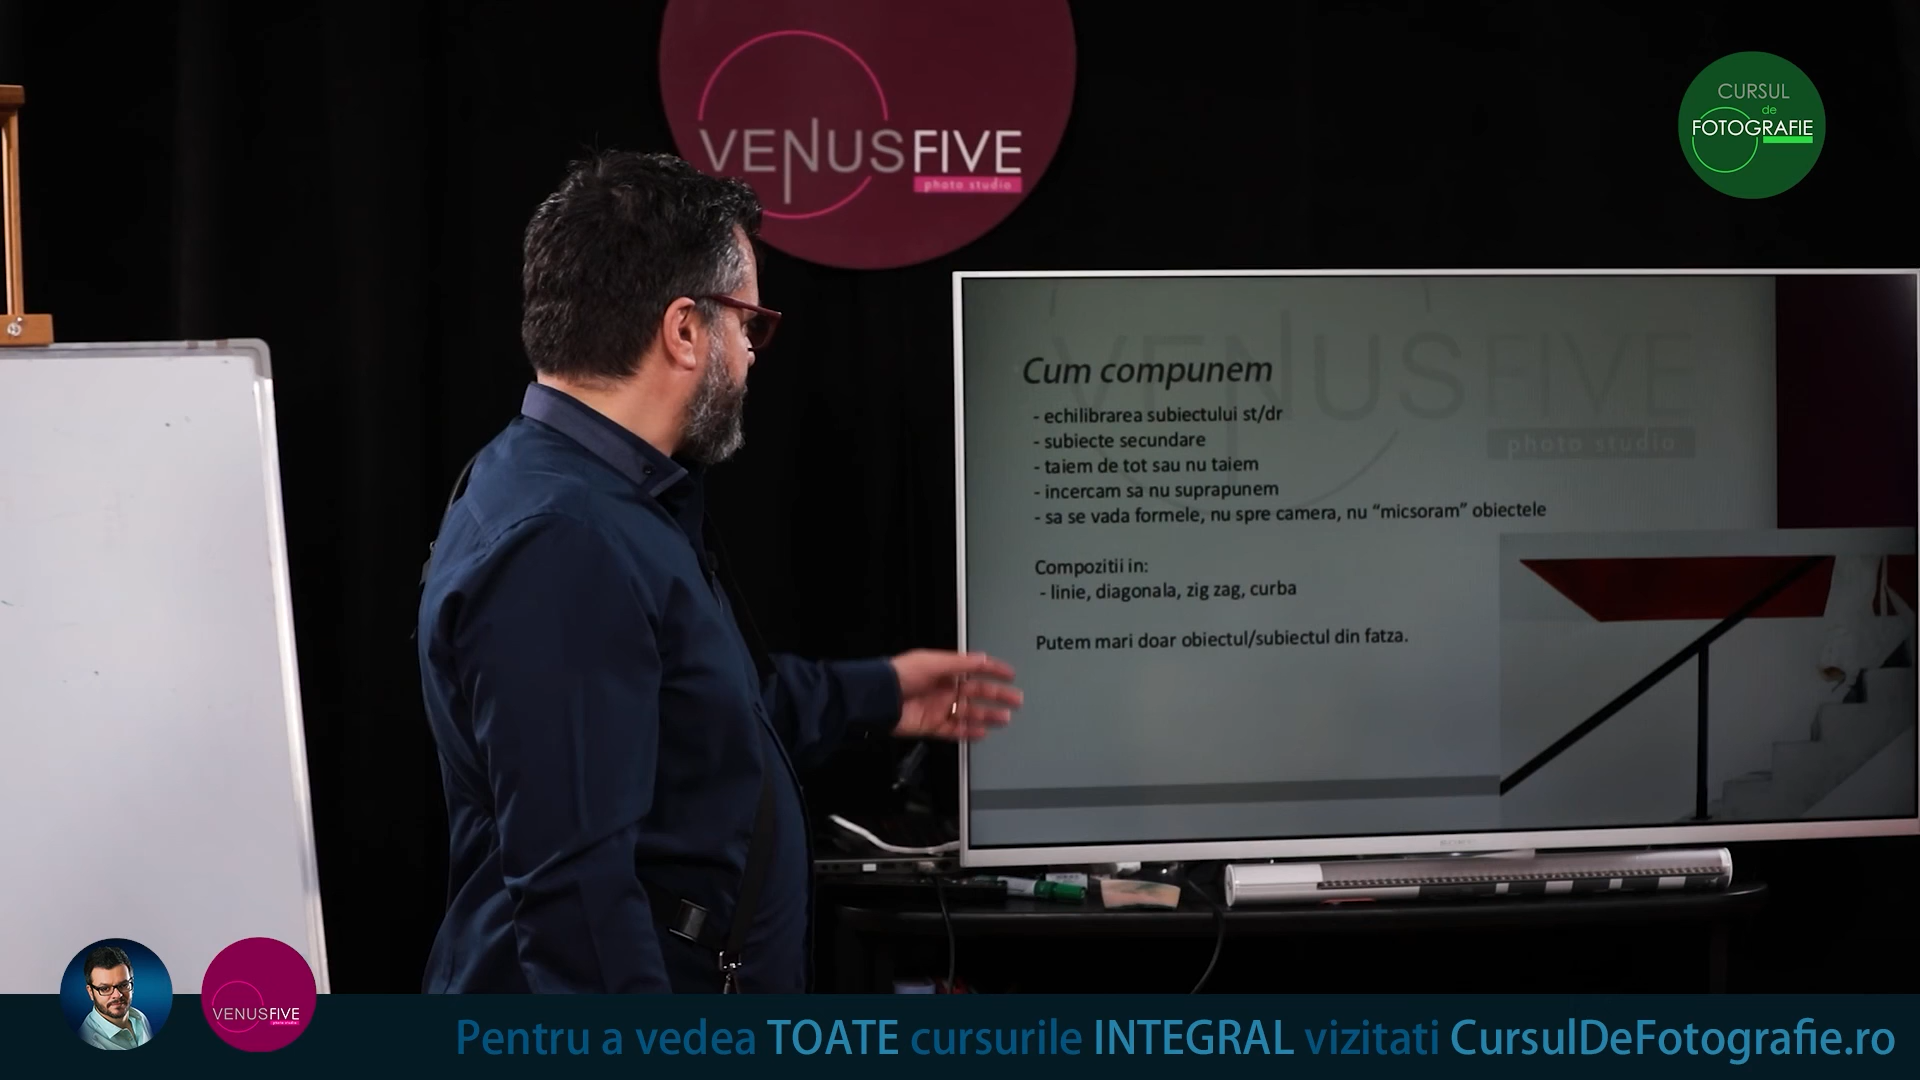 VENUSFIVE
photo studio
CURSUL
de
FOTOGRAFIE
VENUSFIVE
photo studio
Cum compunem
- echilibrarea subiectului st/dr
- subiecte secundare
- taiem de tot sau nu taiem
- incercam sa nu suprapunem
- sa se vada formele, nu spre camera, nu “micsoram” obiectele
Compozitii in:
- linie, diagonala, zig zag, curba
Putem mari doar obiectul/subiectul din fatza.
VENUSFIVE
photo studio
Pentru a vedea TOATE cursurile INTEGRAL vizitati CursulDeFotografie.ro